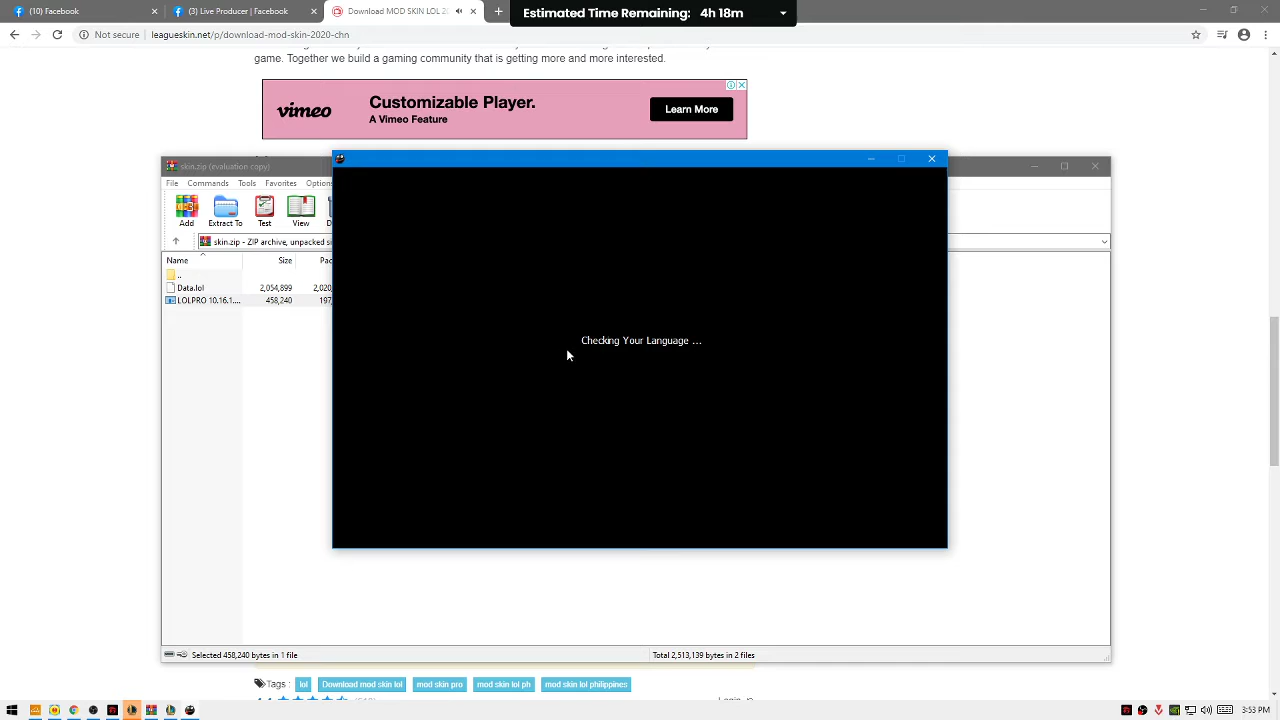 (10) Facebook
(3) Live Producer | Facebook
Download MOD SKIN LOL 20
Estimated Time Remaining: 4h 18m
Not secure
leagueskin.net/p/download-mod-skin-2020-chn
game. Together we build a gaming community that is getting more and more interested.
vimeo
Customizable Player.
A Vimeo Feature
Learn More
skin.zip (evaluation copy)
File Commands Tools Favorites Options
Add
Extract To
Test
View
skin.zip - ZIP archive, unpacked si
Name Size Pac
..
Data.lol 2,054,899 2,020,
LOLPRO 10.16.1.... 458,240 197,
Checking Your Language ...
Selected 458,240 bytes in 1 file
Total 2,513,139 bytes in 2 files
Tags :
lol
Download mod skin lol
mod skin pro
mod skin lol ph
mod skin lol philippines
3:53 PM